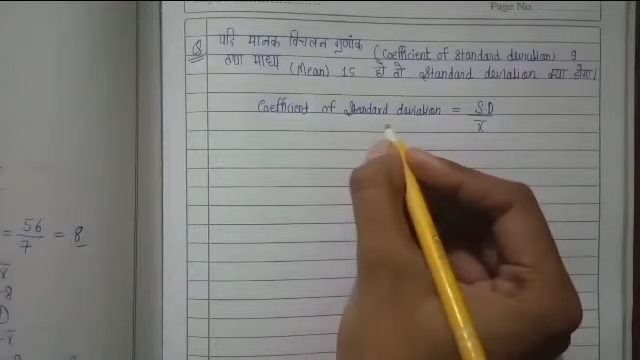 Page No.
Q यदि मानक विचलन गुणांक (Coefficient of standard deviation) 9
तथा माध्य (Mean) 15 हो तो Standard deviation क्या होगा।
Coefficient of Standard deviation = SD / x̄
= 56/7 = 8
x̄
-8
-x̄